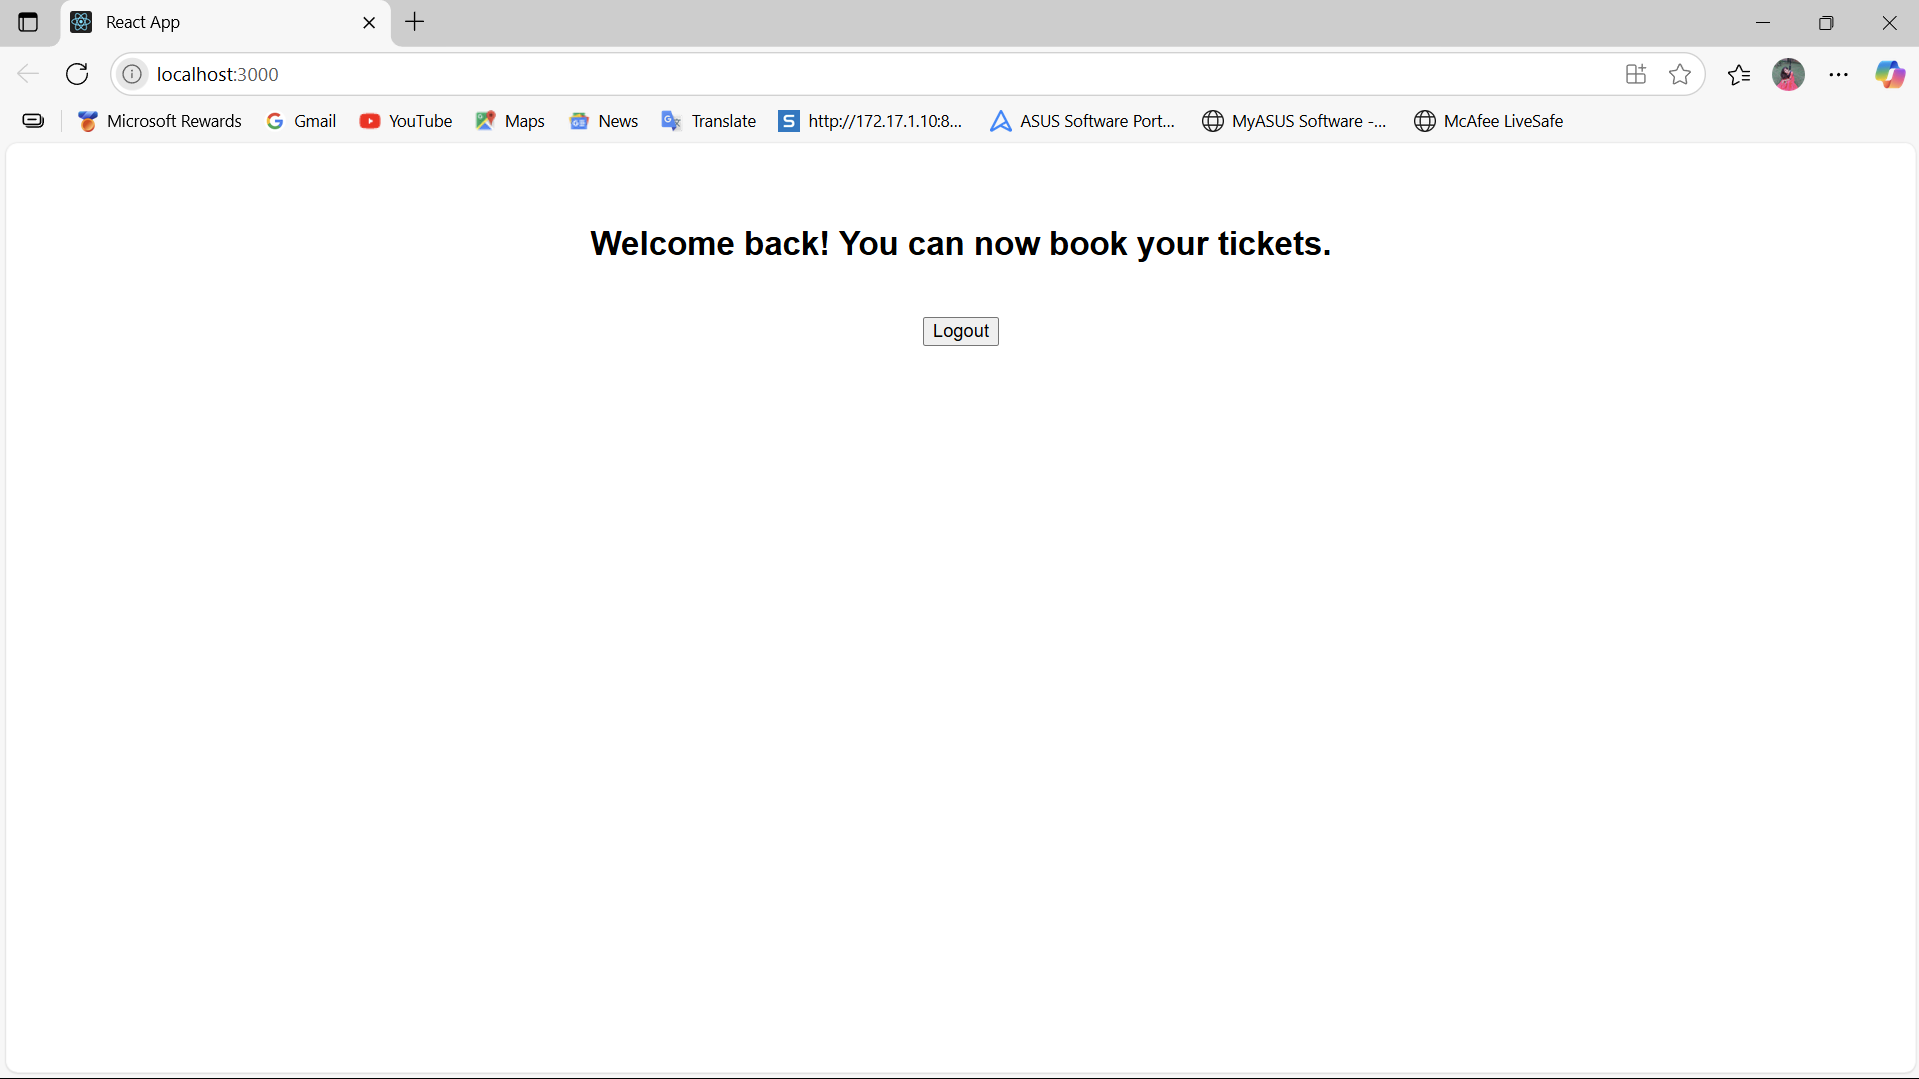 React App
localhost:3000
Microsoft Rewards Gmail YouTube Maps News Translate http://172.17.1.10:8... ASUS Software Port... MyASUS Software -... McAfee LiveSafe
Welcome back! You can now book your tickets.
Logout